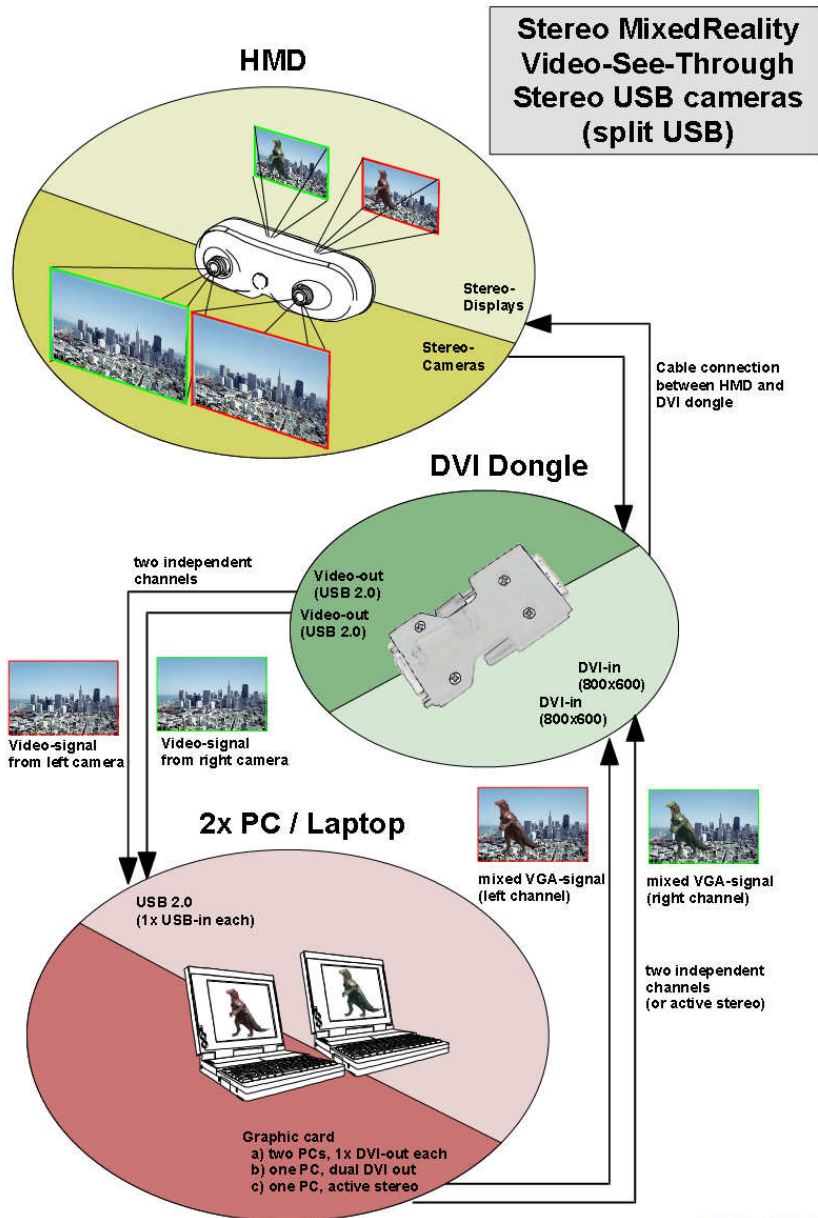 Stereo MixedReality
Video-See-Through
Stereo USB cameras
(split USB)
HMD
Stereo-
Displays
Stereo-
Cameras
Cable connection
between HMD and
DVI dongle
DVI Dongle
two independent
channels
Video-out
(USB 2.0)
Video-out
(USB 2.0)
DVI-in
(800x600)
DVI-in
(800x600)
Video-signal
from left camera
Video-signal
from right camera
2x PC / Laptop
mixed VGA-signal
(left channel)
mixed VGA-signal
(right channel)
USB 2.0
(1x USB-in each)
two independent
channels
(or active stereo)
Graphic card
a) two PCs, 1x DVI-out each
b) one PC, dual DVI out
c) one PC, active stereo